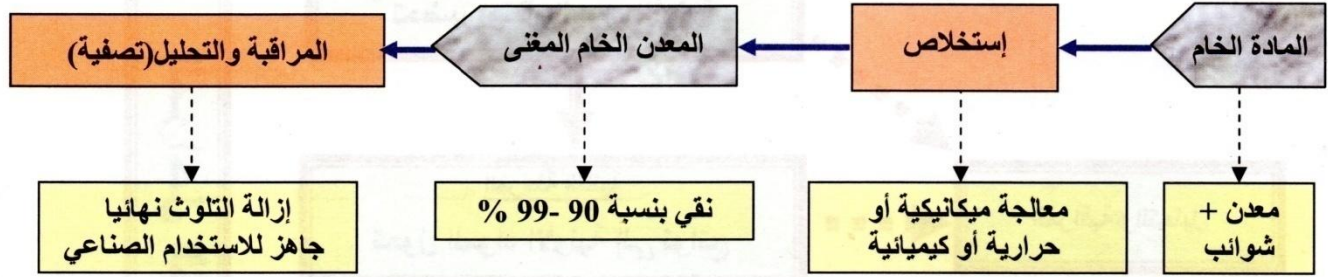 المادة الخام
إستخلاص
المعدن الخام المغنى
المراقبة والتحليل(تصفية)
معدن +
شوائب
معالجة ميكانيكية أو
حرارية أو كيميائية
نقي بنسبة 90 -99 %
إزالة التلوث نهائيا
جاهز للاستخدام الصناعي